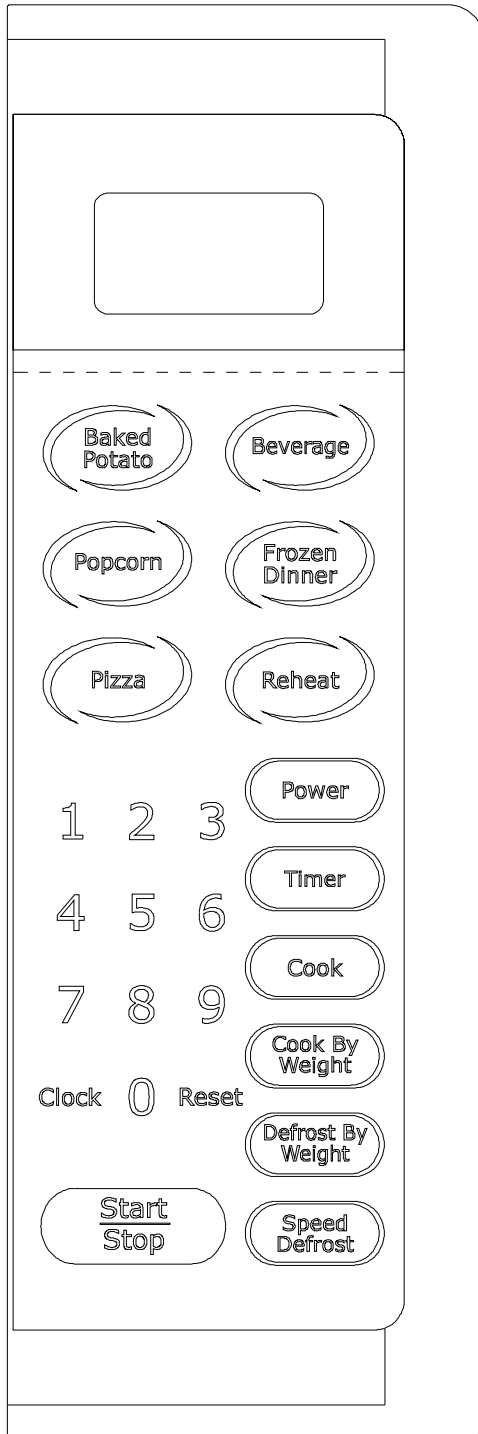 Baked
Potato
Beverage
Popcorn
Frozen
Dinner
Pizza
Reheat
Power
1 2 3
Timer
4 5 6
Cook
7 8 9
Cook By
Weight
Clock 0 Reset
Defrost By
Weight
Start
Stop
Speed
Defrost